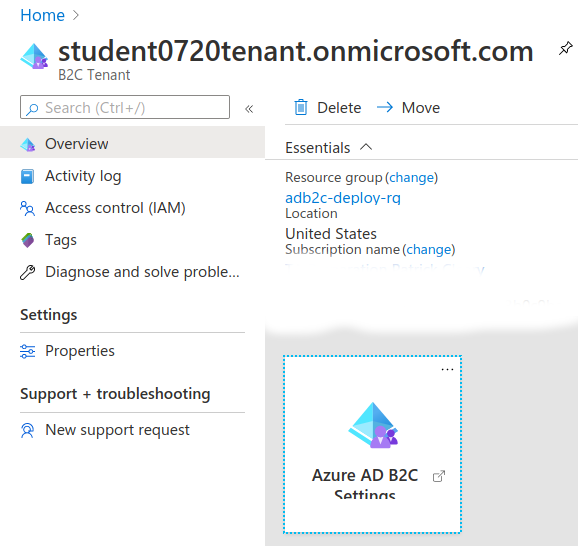 Home
student0720tenant.onmicrosoft.com
B2C Tenant
Search (Ctrl+/)
Overview
Activity log
Access control (IAM)
Tags
Diagnose and solve proble...
Settings
Properties
Support + troubleshooting
New support request
Delete
Move
Essentials
Resource group (change)
adb2c-deploy-rg
Location
United States
Subscription name (change)
Azure AD B2C
Settings